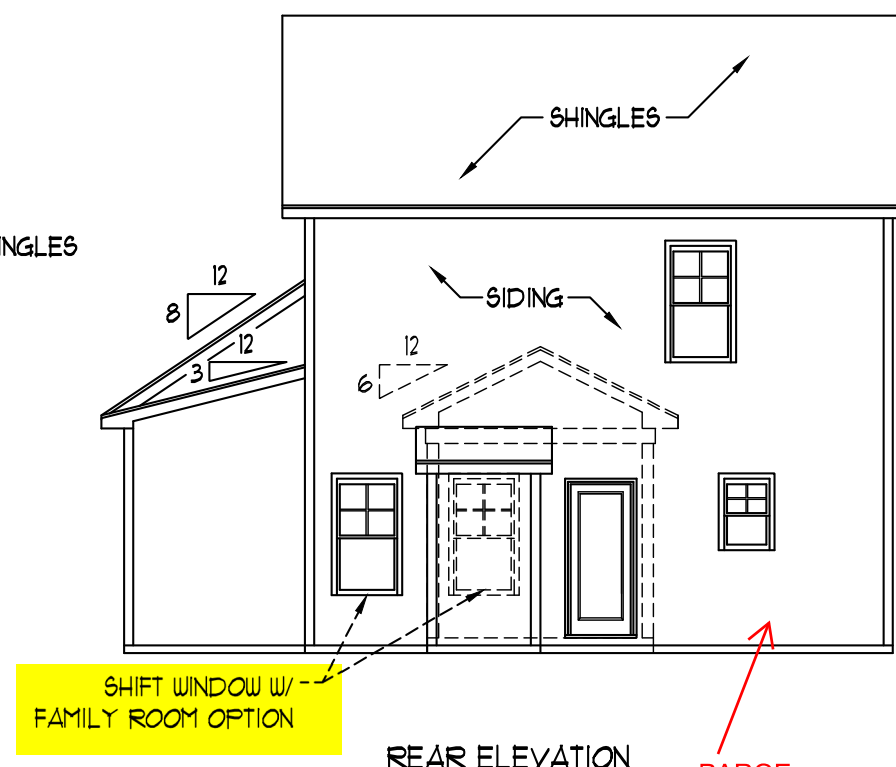 SHINGLES
INGLES
12
8
SIDING
12
3
12
6
SHIFT WINDOW W/
FAMILY ROOM OPTION
REAR ELEVATION